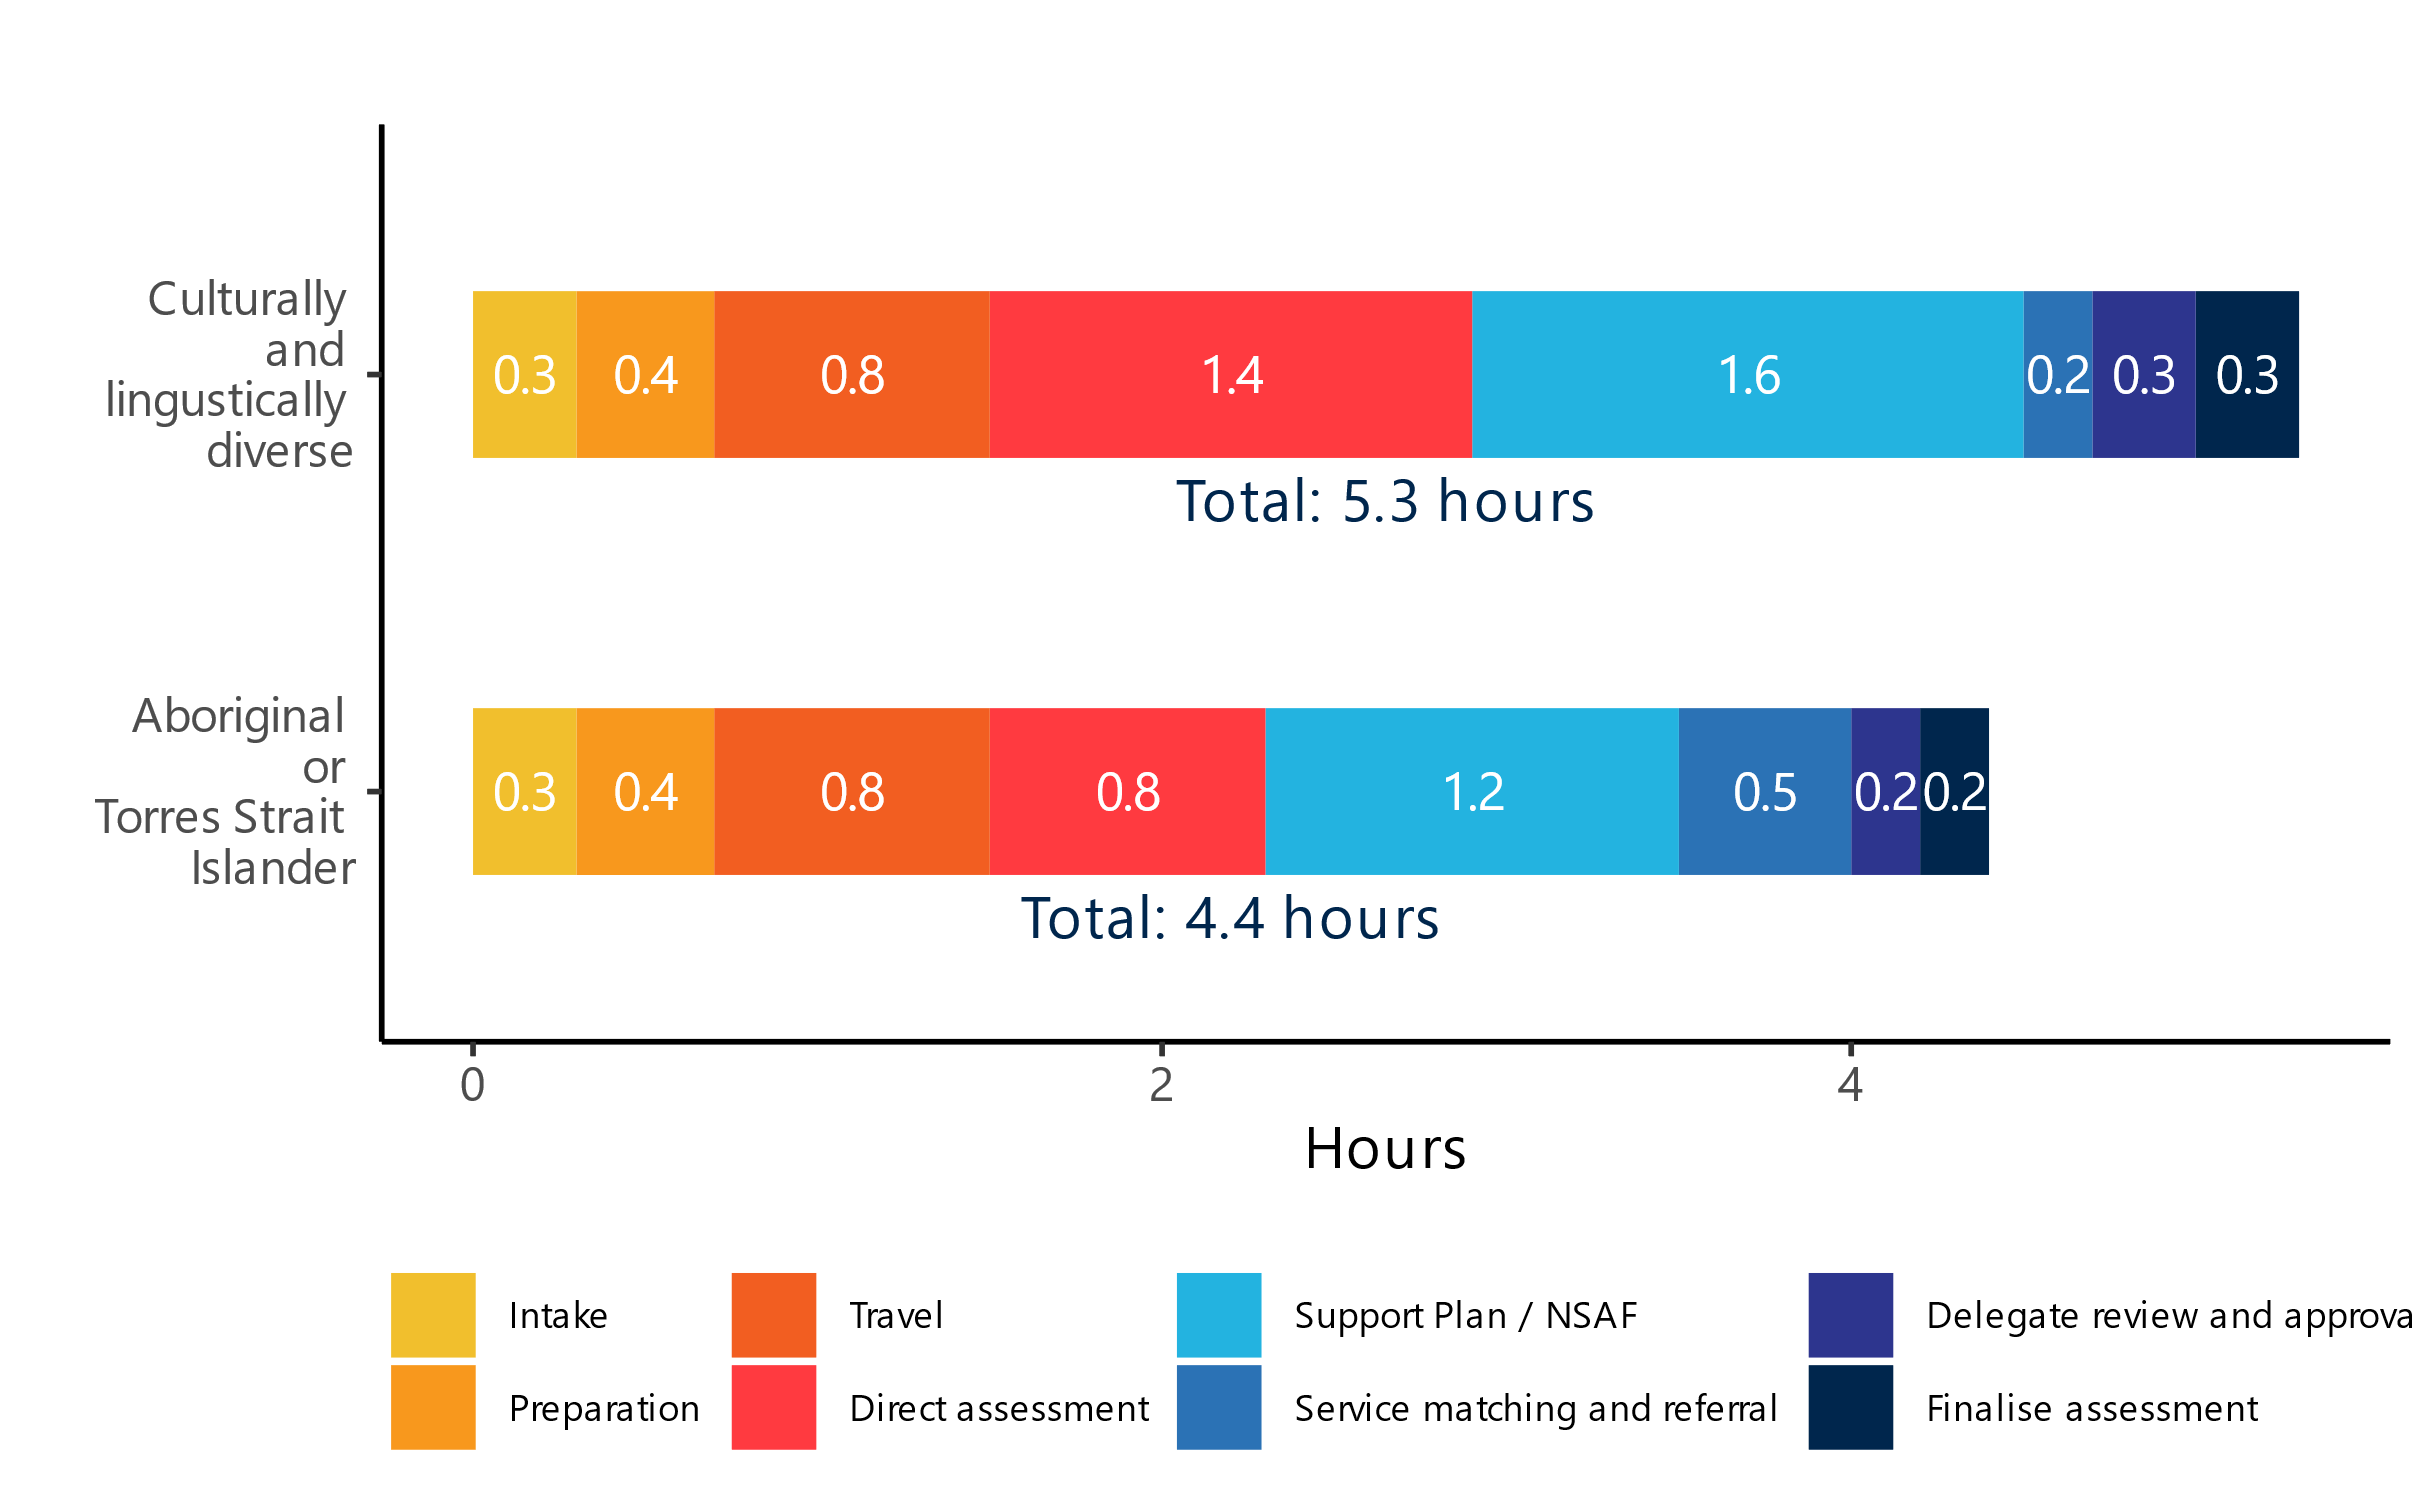 Culturally
and
lingustically
diverse
0.3 0.4 0.8 1.4 1.6 0.2 0.3 0.3
Total: 5.3 hours
Aboriginal
or
Torres Strait
Islander
0.3 0.4 0.8 0.8 1.2 0.5 0.2 0.2
Total: 4.4 hours
0 2 4
Hours
Intake Travel Support Plan / NSAF Delegate review and approva
Preparation Direct assessment Service matching and referral Finalise assessment